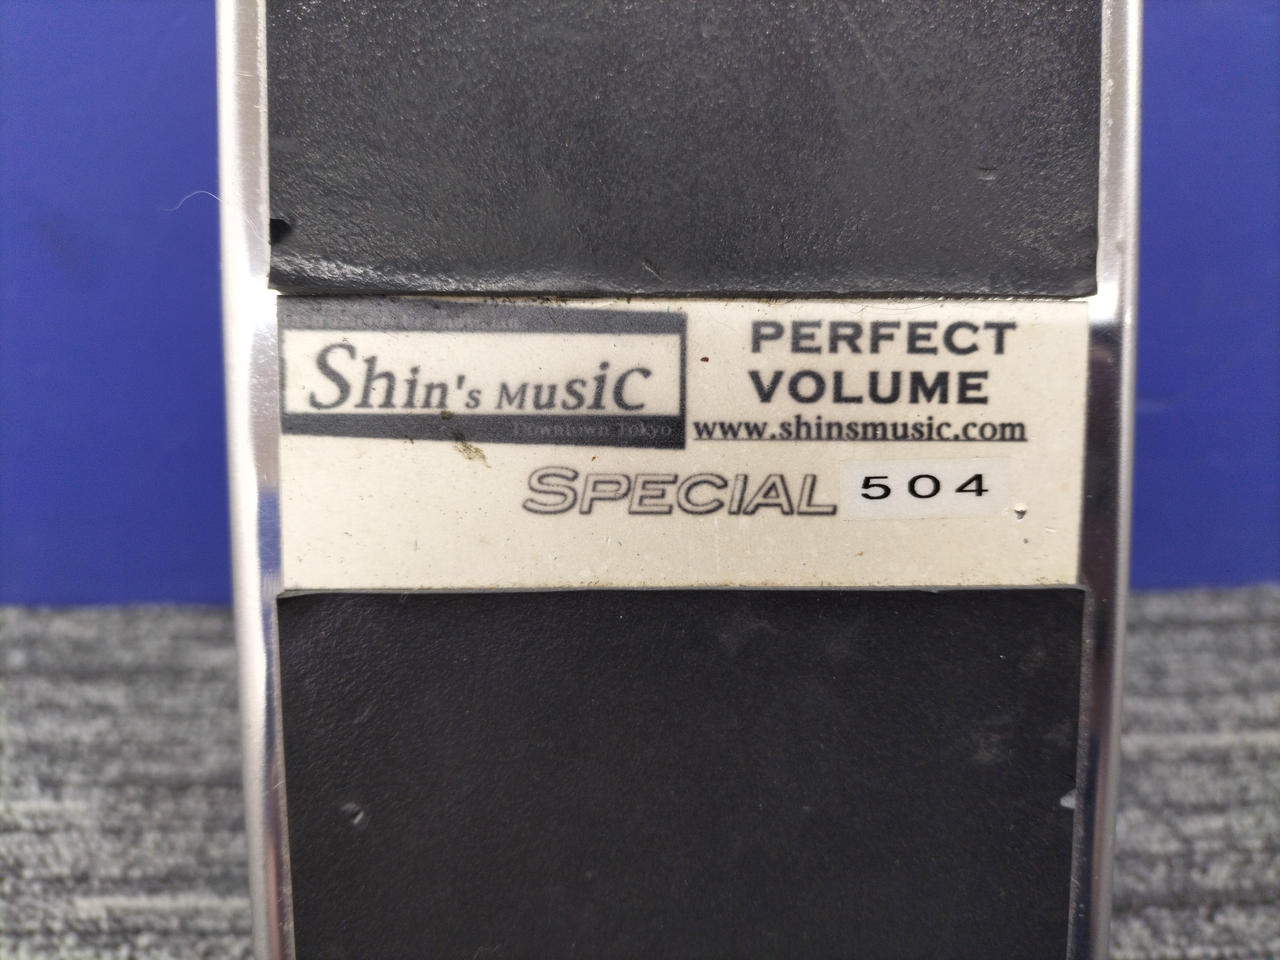 Shin's Music
Downtown Tokyo
PERFECT
VOLUME
www.shinsmusic.com
SPECIAL 504